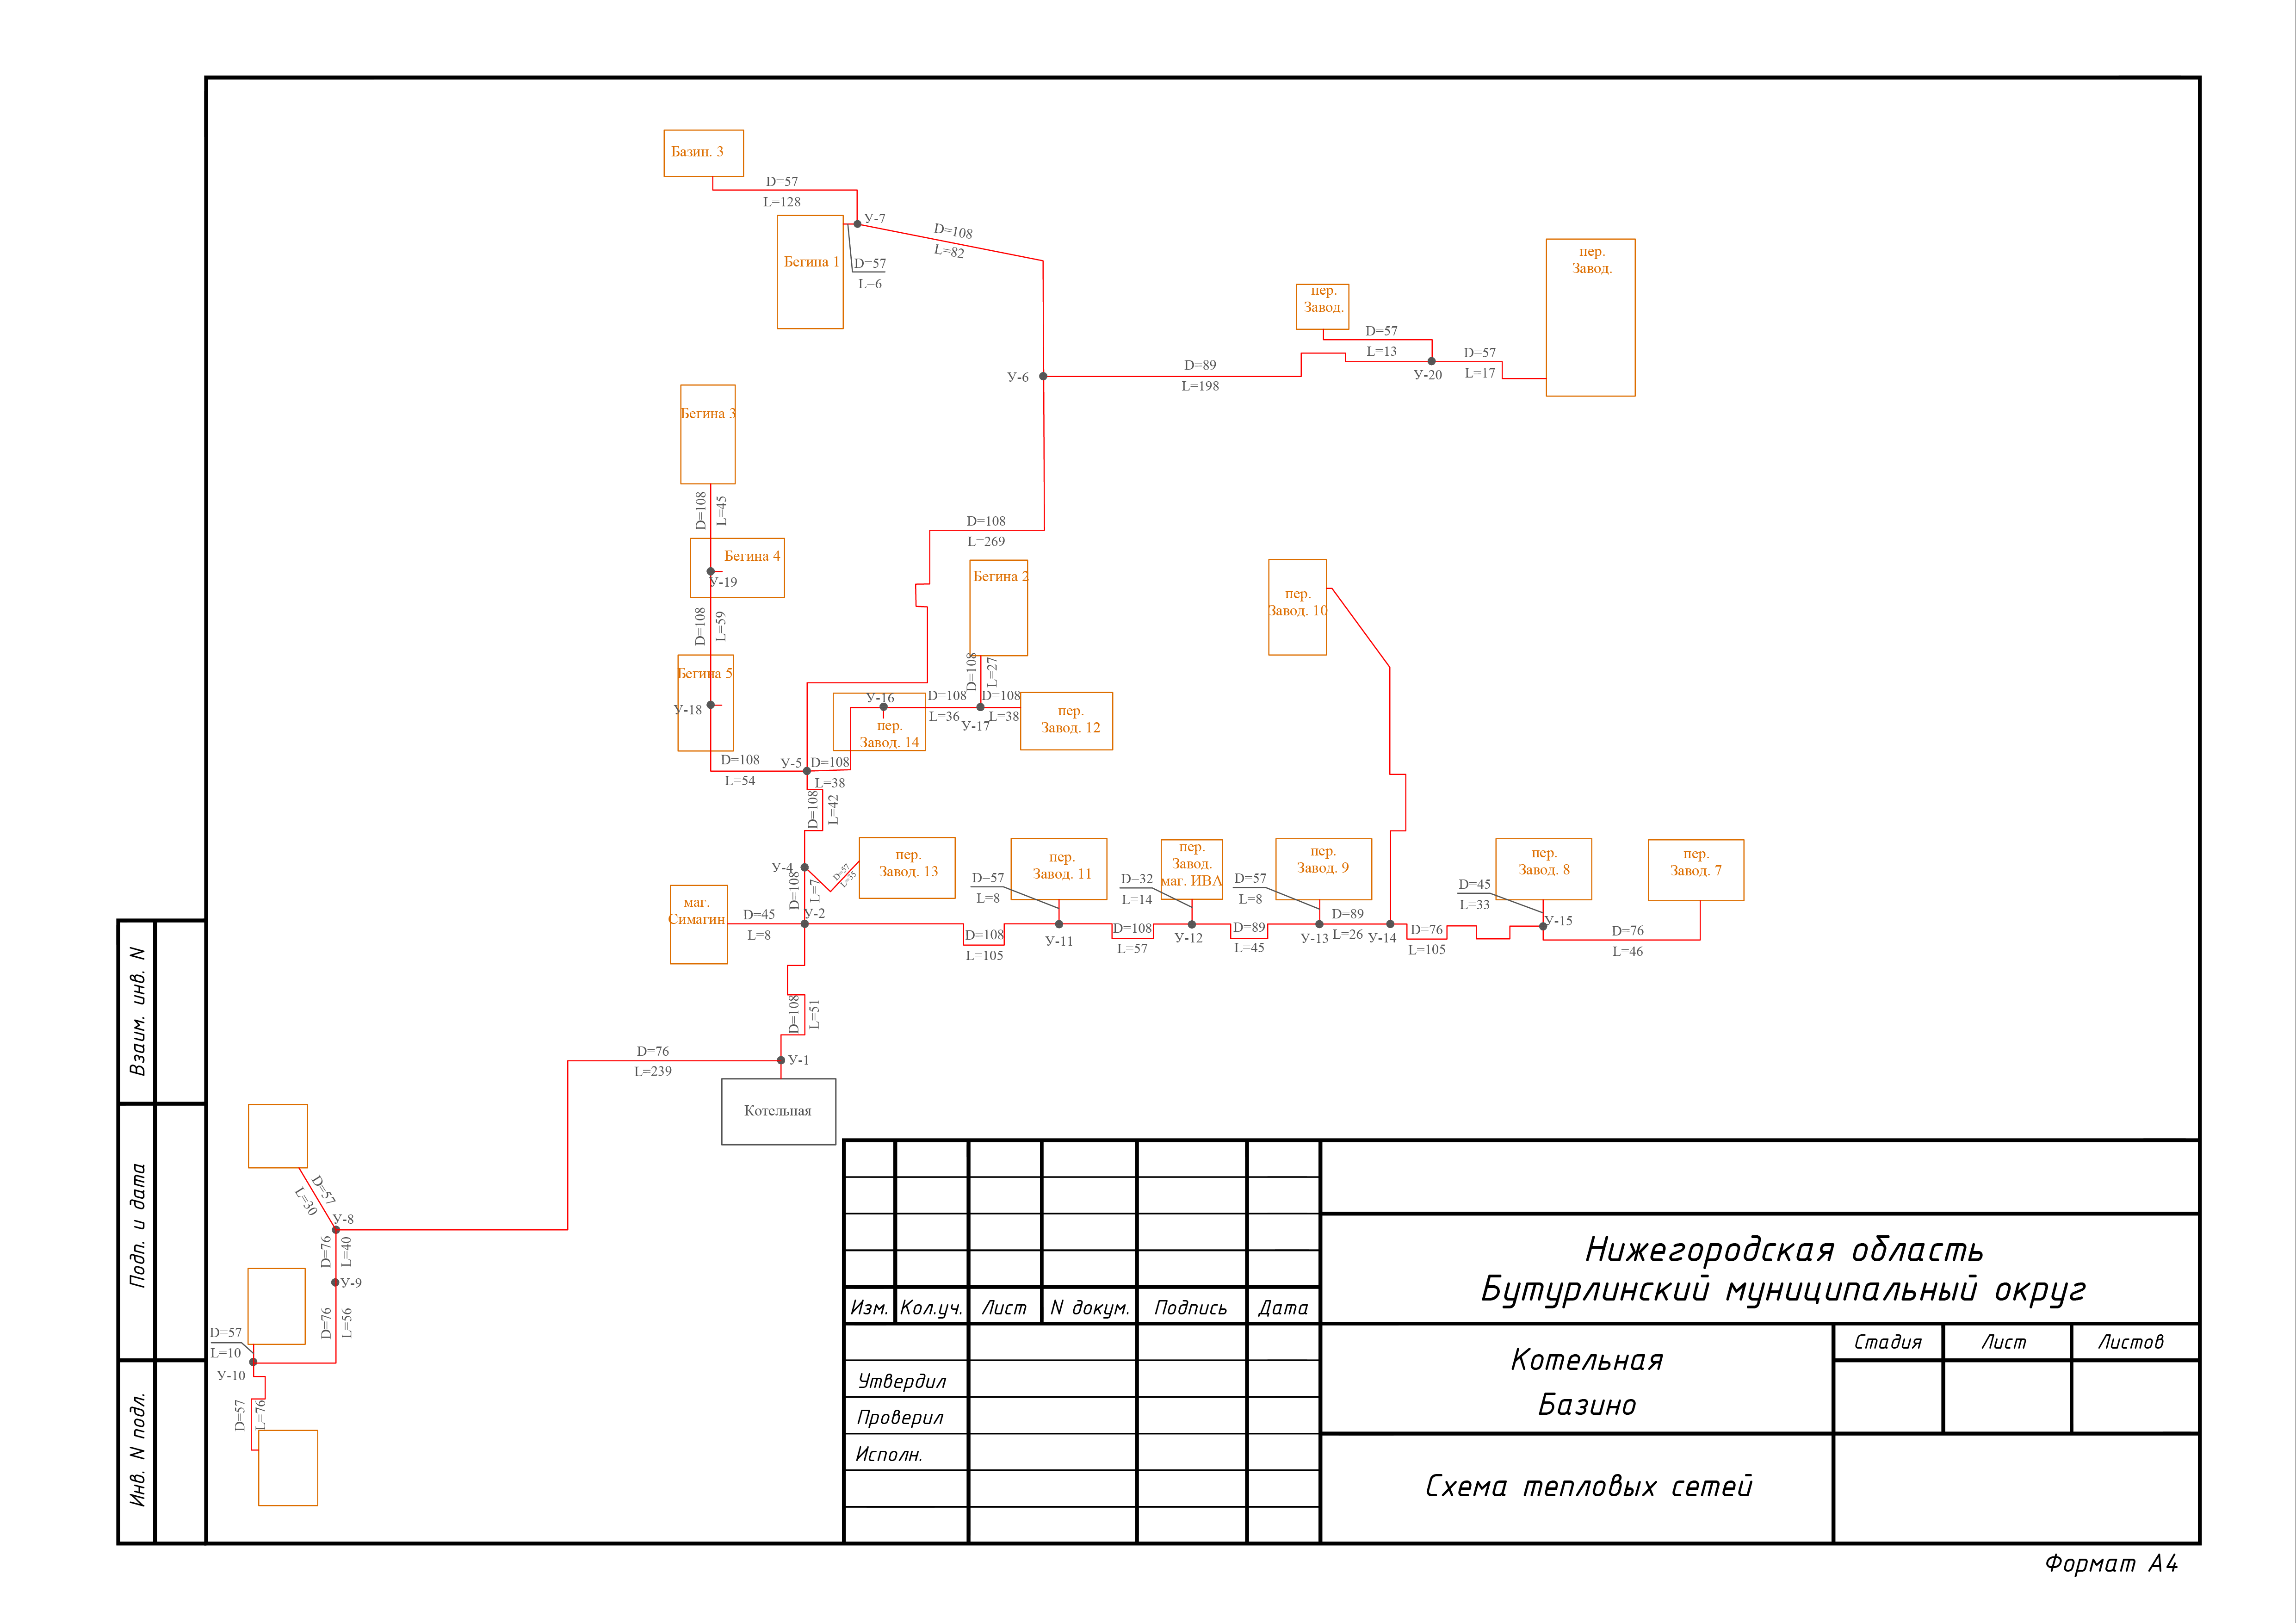 Базин. 3
D=57
L=128
У-7
D=108
L=82
Бегина 1
D=57
L=6
пер.
Завод.
пер.
Завод.
D=57
L=13
D=57
L=17
У-20
D=89
L=198
У-6
Бегина 3
D=108
L=45
Бегина 4
У-19
D=108
L=59
Бегина 5
У-18
D=108
L=54
D=108
L=269
Бегина 2
D=108
L=27
У-16
D=108
L=36
D=108
L=38
У-17
пер.
Завод. 14
пер.
Завод. 12
пер.
Завод. 10
У-5
D=108
L=38
D=108
L=42
У-4
D=57
L=35
пер.
Завод. 13
D=108
L=7
маг.
Симагин
D=45
L=8
У-2
пер.
Завод. 11
D=57
L=8
D=108
L=105
У-11
пер.
Завод.
маг. ИВА
D=32
L=14
D=108
L=57
У-12
пер.
Завод. 9
D=57
L=8
D=89
L=45
У-13
D=89
L=26
У-14
пер.
Завод. 8
D=45
L=33
D=76
L=105
У-15
пер.
Завод. 7
D=76
L=46
D=108
L=51
У-1
D=76
L=239
Котельная
D=57
L=30
У-8
D=76
L=40
У-9
D=76
L=56
D=57
L=10
У-10
D=57
L=76
Взаим. инв. N
Подп. и дата
Инв. N подл.
Изм. Кол.уч. Лист N докум. Подпись Дата
Утвердил
Проверил
Исполн.
Нижегородская область
Бутурлинский муниципальный округ
Котельная
Базино
Стадия Лист Листов
Схема тепловых сетей
Формат А4